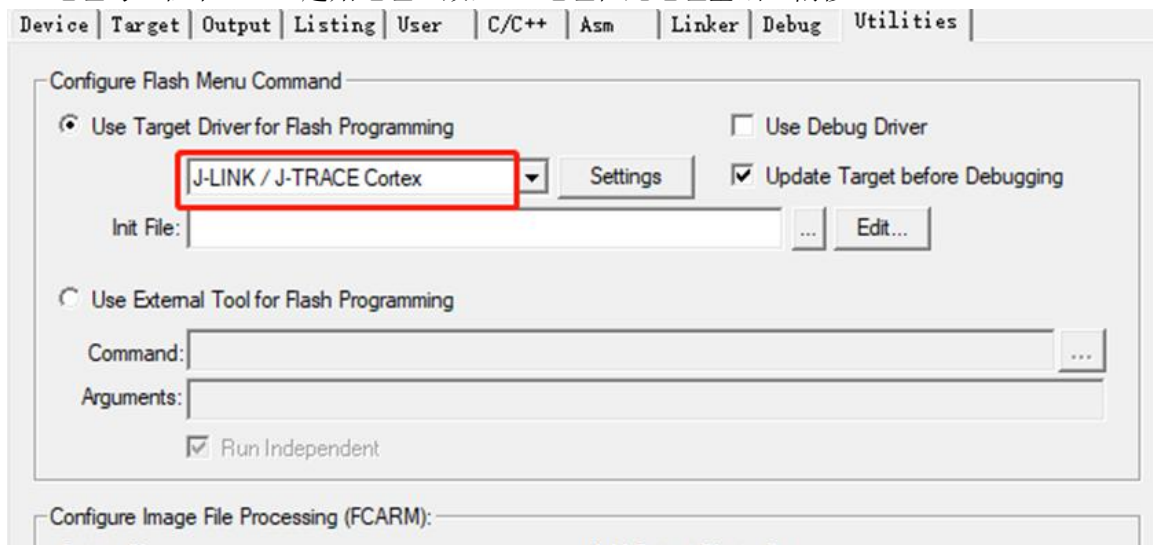 Device Target Output Listing User C/C++ Asm Linker Debug Utilities
Configure Flash Menu Command
Use Target Driver for Flash Programming Use Debug Driver
J-LINK / J-TRACE Cortex Settings Update Target before Debugging
Init File: ... Edit...
Use External Tool for Flash Programming
Command: ...
Arguments:
Run Independent
Configure Image File Processing (FCARM):